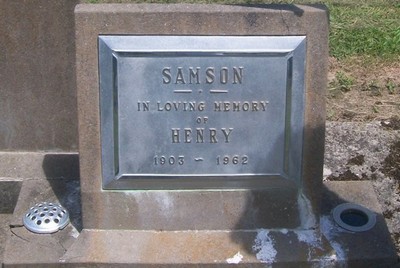 SAMSON
IN LOVING MEMORY
OF
HENRY
1903 ~ 1962